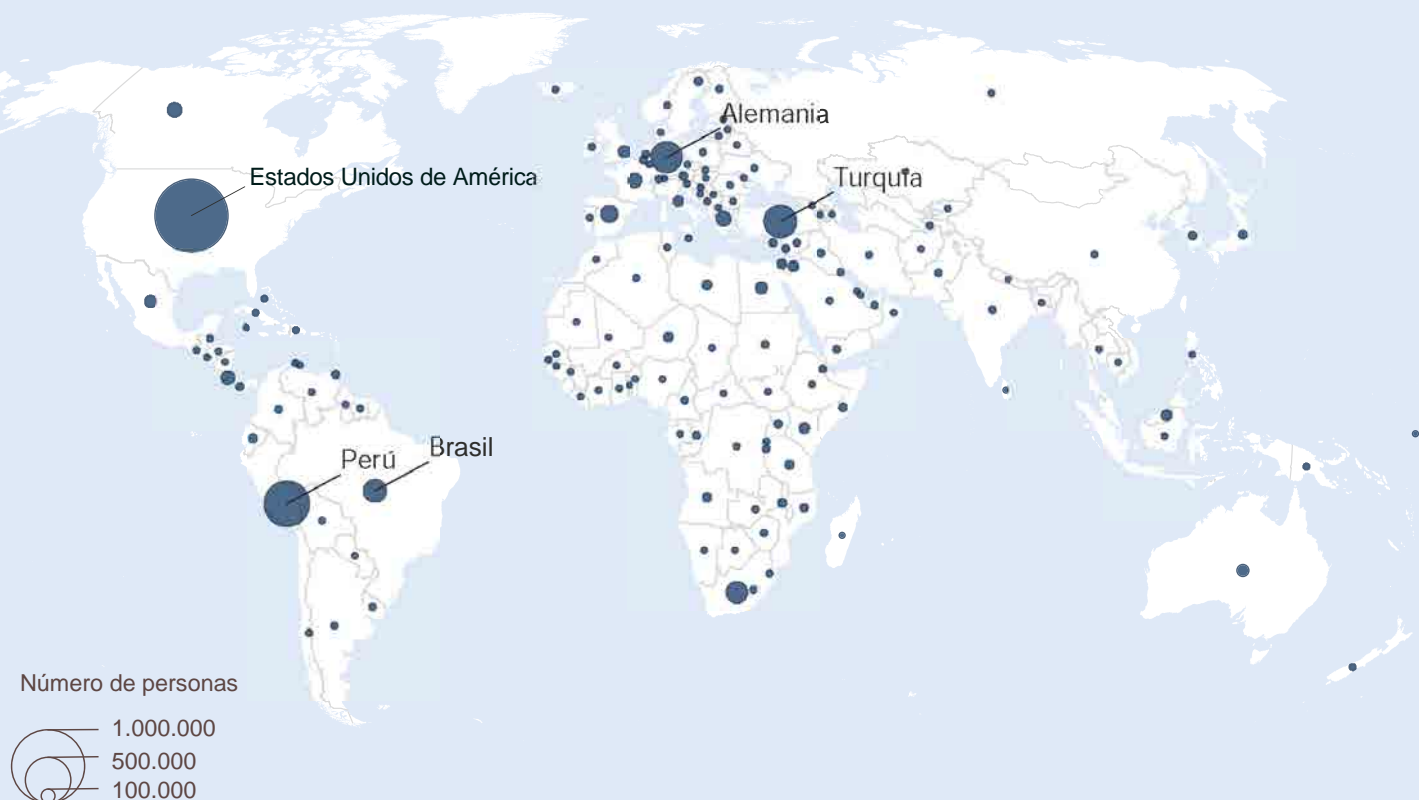 Alemania
Estados Unidos de América
Turquía
Brasil
Perú
Número de personas
1.000.000
500.000
100.000